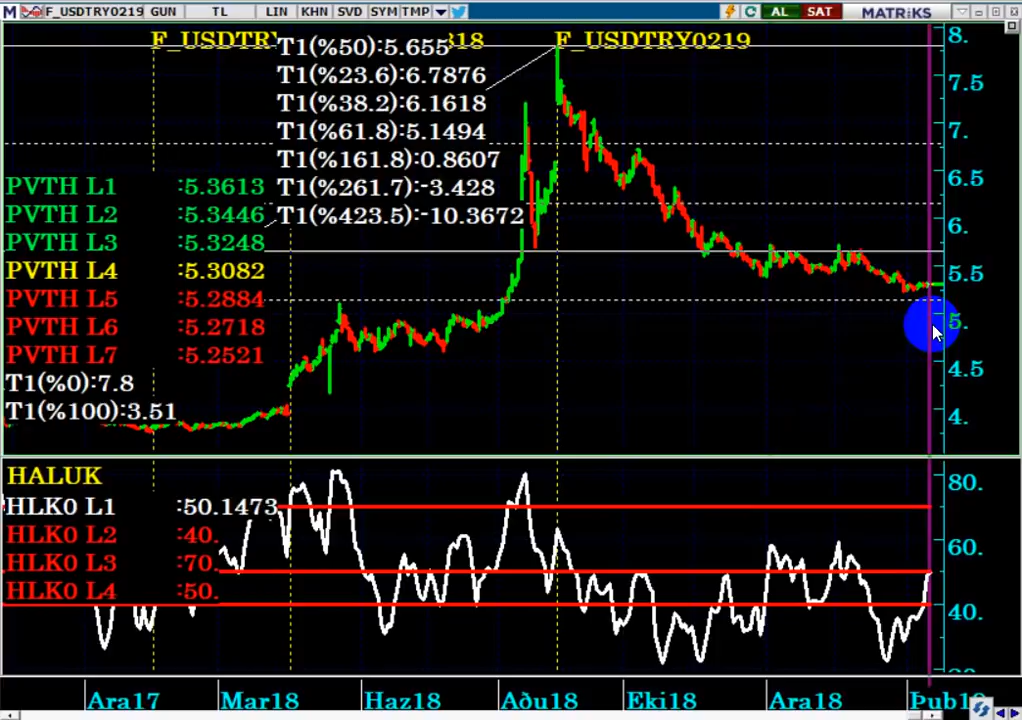 M F_USDTRY0219 GUN TL LIN KHN SVD SYM TMP AL SAT MATRiKS
F_USDTRY 318 F_USDTRY0219
T1(%50):5.655
T1(%23.6):6.7876
T1(%38.2):6.1618
T1(%61.8):5.1494
T1(%161.8):0.8607
T1(%261.7):-3.428
T1(%423.5):-10.3672
PVTH L1 :5.3613
PVTH L2 :5.3446
PVTH L3 :5.3248
PVTH L4 :5.3082
PVTH L5 :5.2884
PVTH L6 :5.2718
PVTH L7 :5.2521
T1(%0):7.8
T1(%100):3.51
8.
7.5
7.
6.5
6.
5.5
5.
4.5
4.
HALUK
HLK0 L1 :50.1473
HLK0 L2 :40.
HLK0 L3 :70.
HLK0 L4 :50.
80.
60.
40.
Ara17 Mar18 Haz18 Aðu18 Eki18 Ara18 Þub19